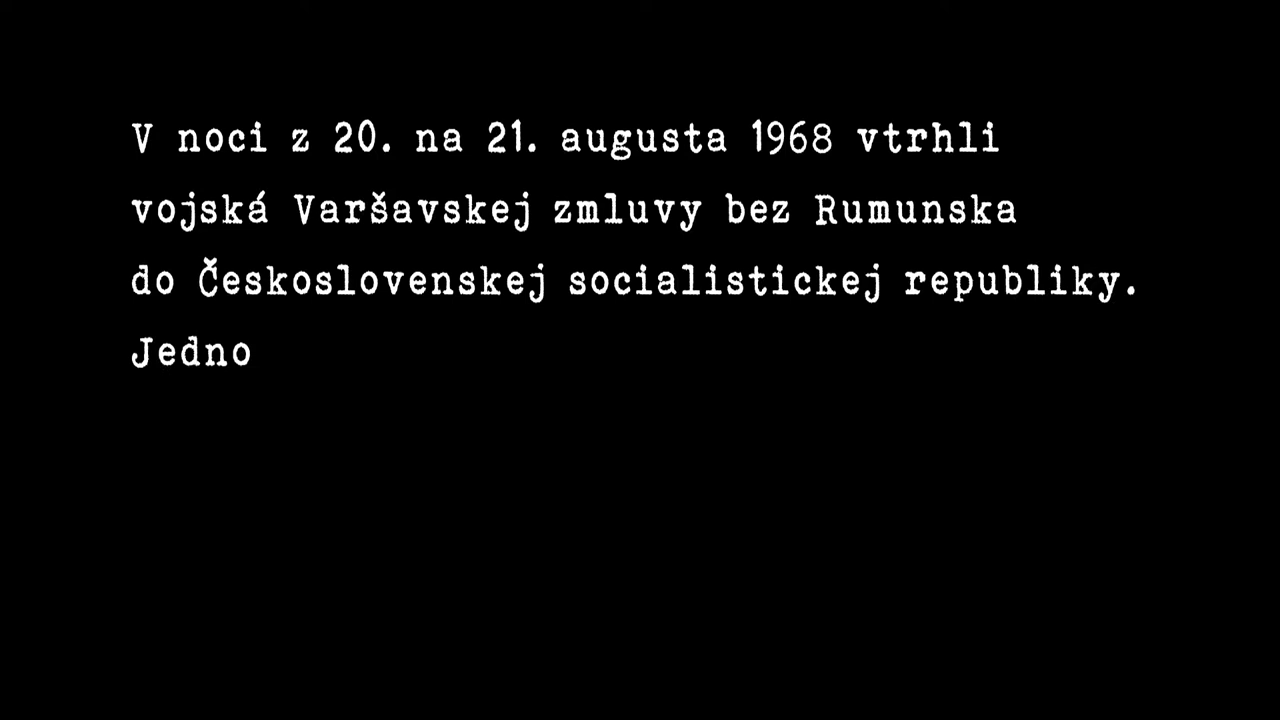 V noci z 20. na 21. augusta 1968 vtrhli
vojská Varšavskej zmluvy bez Rumunska
do Československej socialistickej republiky.
Jedno